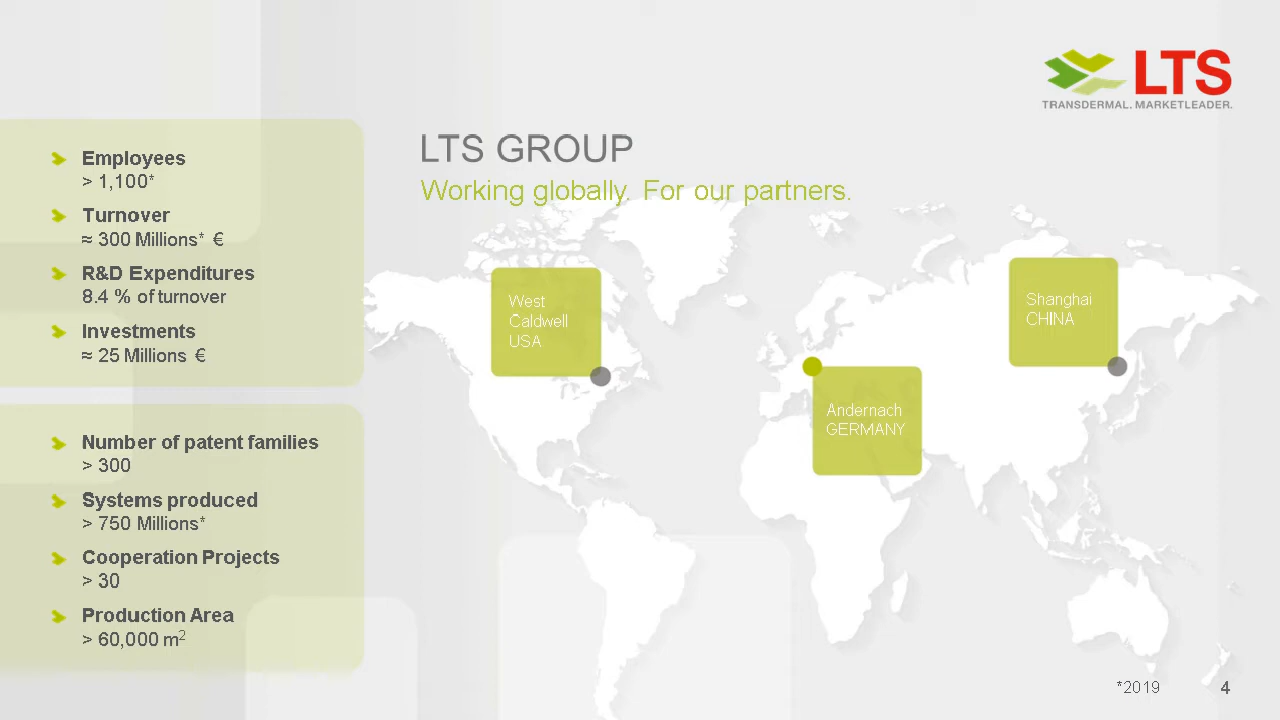 LTS
TRANSDERMAL. MARKETLEADER.
LTS GROUP
Working globally. For our partners.
Employees
> 1,100*
Turnover
≈ 300 Millions* €
R&D Expenditures
8.4 % of turnover
Investments
≈ 25 Millions €
Number of patent families
> 300
Systems produced
> 750 Millions*
Cooperation Projects
> 30
Production Area
> 60,000 m²
West
Caldwell
USA
Andernach
GERMANY
Shanghai
CHINA
*2019
4